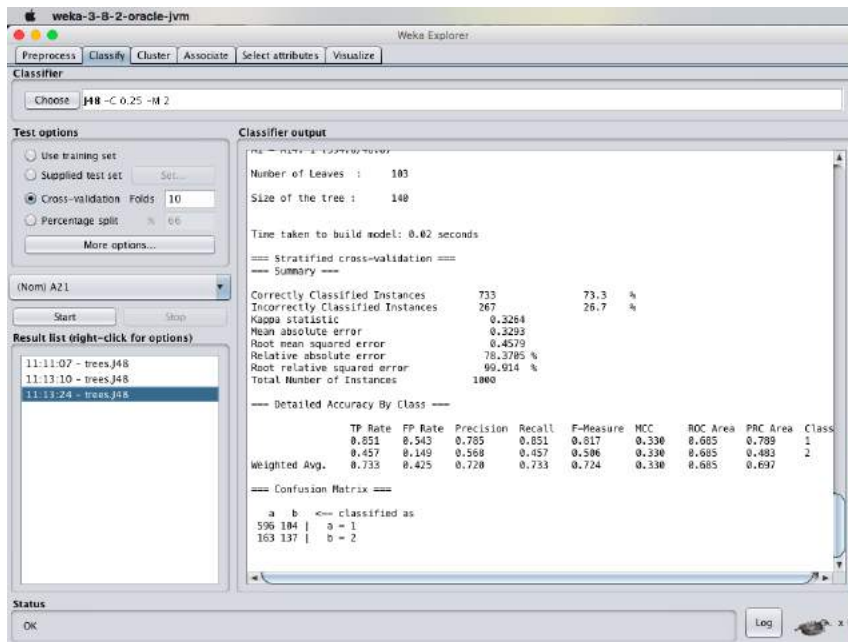 weka-3-8-2-oracle-jvm
Weka Explorer
Preprocess Classify Cluster Associate Select attributes Visualize
Classifier
Choose J48 -C 0.25 -M 2
Test options
Use training set
Supplied test set Set...
Cross-validation Folds 10
Percentage split % 66
More options...
(Nom) A21
Start Stop
Result list (right-click for options)
11:11:07 - trees.J48
11:13:10 - trees.J48
11:13:24 - trees.J48
Classifier output
Number of Leaves : 103
Size of the tree : 140
Time taken to build model: 0.02 seconds
=== Stratified cross-validation ===
=== Summary ===
Correctly Classified Instances 733 73.3 %
Incorrectly Classified Instances 267 26.7 %
Kappa statistic 0.3264
Mean absolute error 0.3293
Root mean squared error 0.4579
Relative absolute error 78.3705 %
Root relative squared error 99.914 %
Total Number of Instances 1000
=== Detailed Accuracy By Class ===
TP Rate FP Rate Precision Recall F-Measure MCC ROC Area PRC Area Class
0.851 0.543 0.785 0.851 0.817 0.330 0.685 0.789 1
0.457 0.149 0.568 0.457 0.506 0.330 0.685 0.483 2
Weighted Avg. 0.733 0.425 0.720 0.733 0.724 0.330 0.685 0.697
=== Confusion Matrix ===
a b <-- classified as
596 104 | a = 1
163 137 | b = 2
Status
OK
Log
x